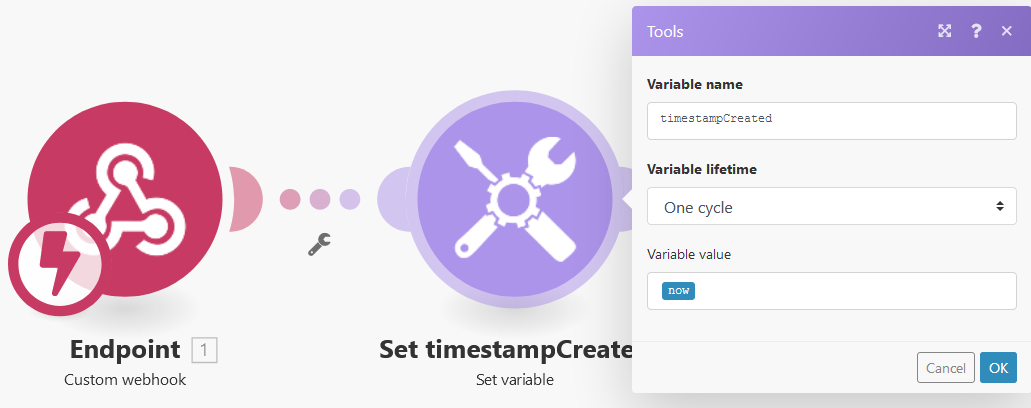 Tools
?
Variable name
timestampCreated
Variable lifetime
One cycle
Variable value
now
Cancel
OK
Endpoint 1
Custom webhook
Set timestampCreate
Set variable